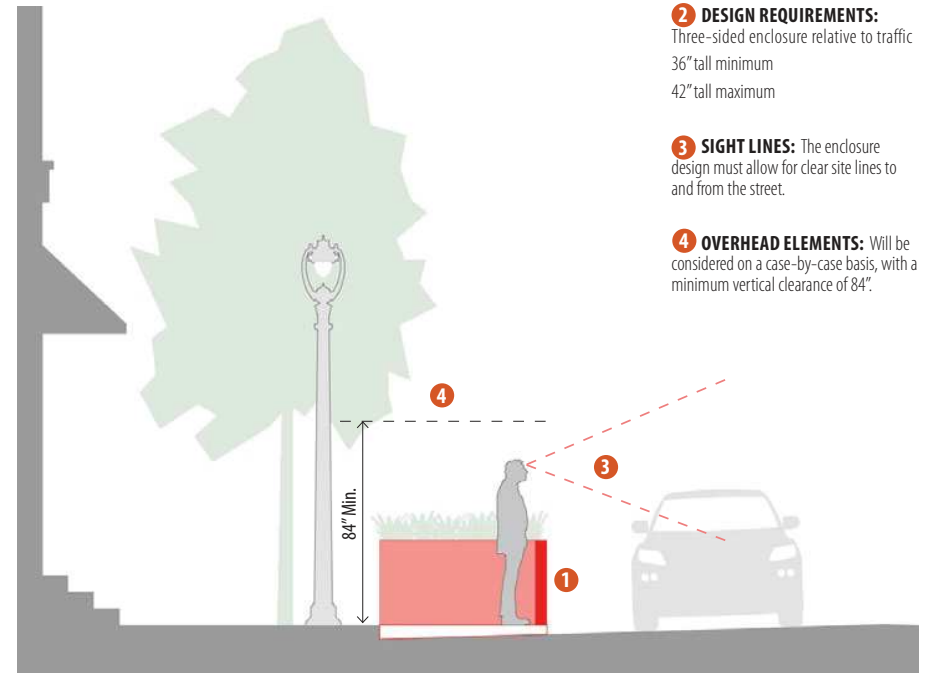 2 DESIGN REQUIREMENTS:
Three-sided enclosure relative to traffic
36" tall minimum
42" tall maximum
3 SIGHT LINES: The enclosure
design must allow for clear site lines to
and from the street.
4 OVERHEAD ELEMENTS: Will be
considered on a case-by-case basis, with a
minimum vertical clearance of 84".
4
3
84" Min.
1